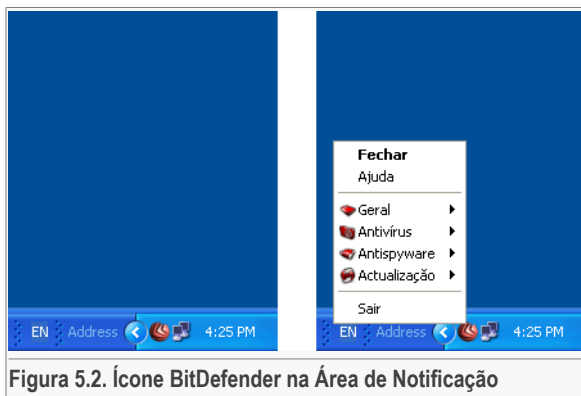 EN Address 4:25 PM
Fechar
Ajuda
Geral
Antivírus
Antispyware
Actualização
Sair
EN Address 4:25 PM
Figura 5.2. Ícone BitDefender na Área de Notificação